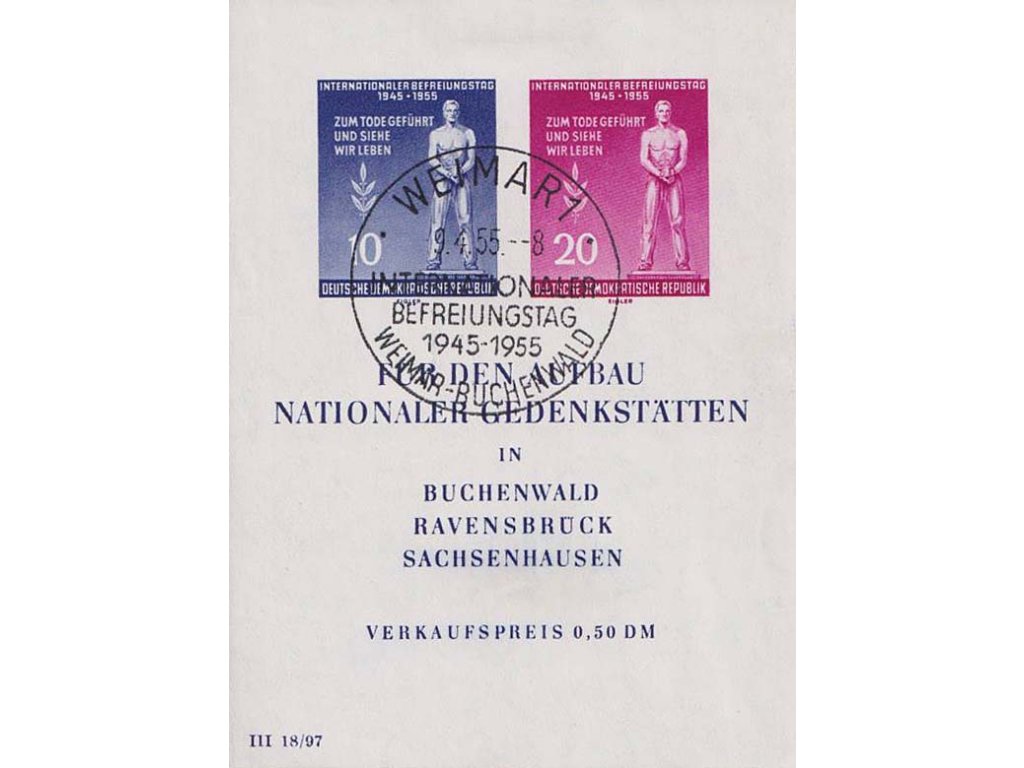 INTERNATIONALER BEFREIUNGSTAG
1945 • 1955
ZUM TODE GEFÜHRT
UND SIEHE
WIR LEBEN
10
DEUTSCHE DEMOKRATISCHE REPUBLIK
EIGLER
INTERNATIONALER BEFREIUNGSTAG
1945 • 1955
ZUM TODE GEFÜHRT
UND SIEHE
WIR LEBEN
20
DEUTSCHE DEMOKRATISCHE REPUBLIK
EIGLER
WEIMAR 1
9.4.55.--8
INTERNATIONALER
BEFREIUNGSTAG
1945-1955
WEIMAR-BUCHENWALD
FÜR DEN AUFBAU
NATIONALER GEDENKSTÄTTEN
IN
BUCHENWALD
RAVENSBRÜCK
SACHSENHAUSEN
VERKAUFSPREIS 0,50 DM
III 18/97